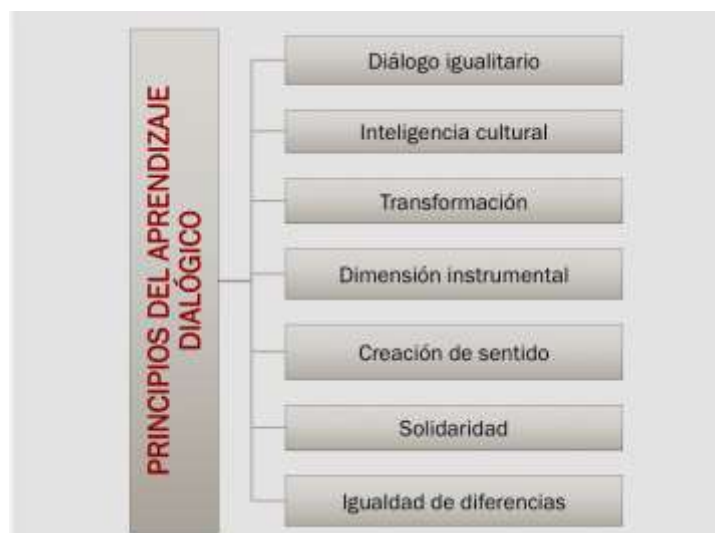 PRINCIPIOS DEL APRENDIZAJE
DIALÓGICO
Diálogo igualitario
Inteligencia cultural
Transformación
Dimensión instrumental
Creación de sentido
Solidaridad
Igualdad de diferencias